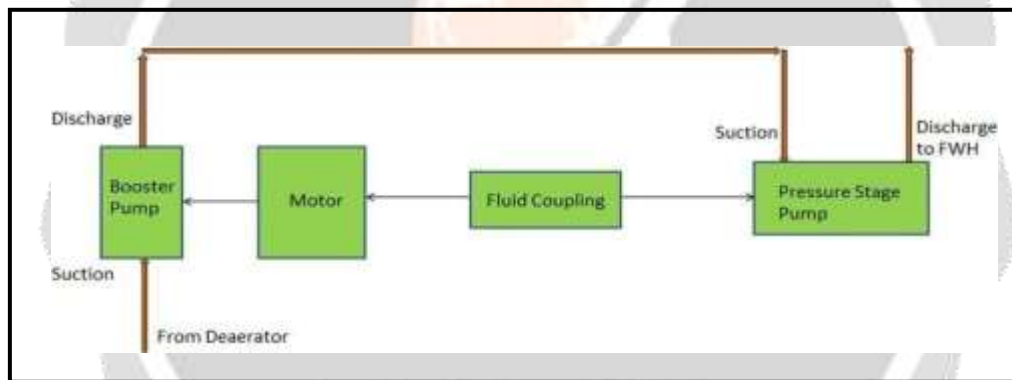 Discharge
Suction
Discharge
to FWH
Booster
Pump
Motor
Fluid Coupling
Pressure Stage
Pump
Suction
From Deaerator